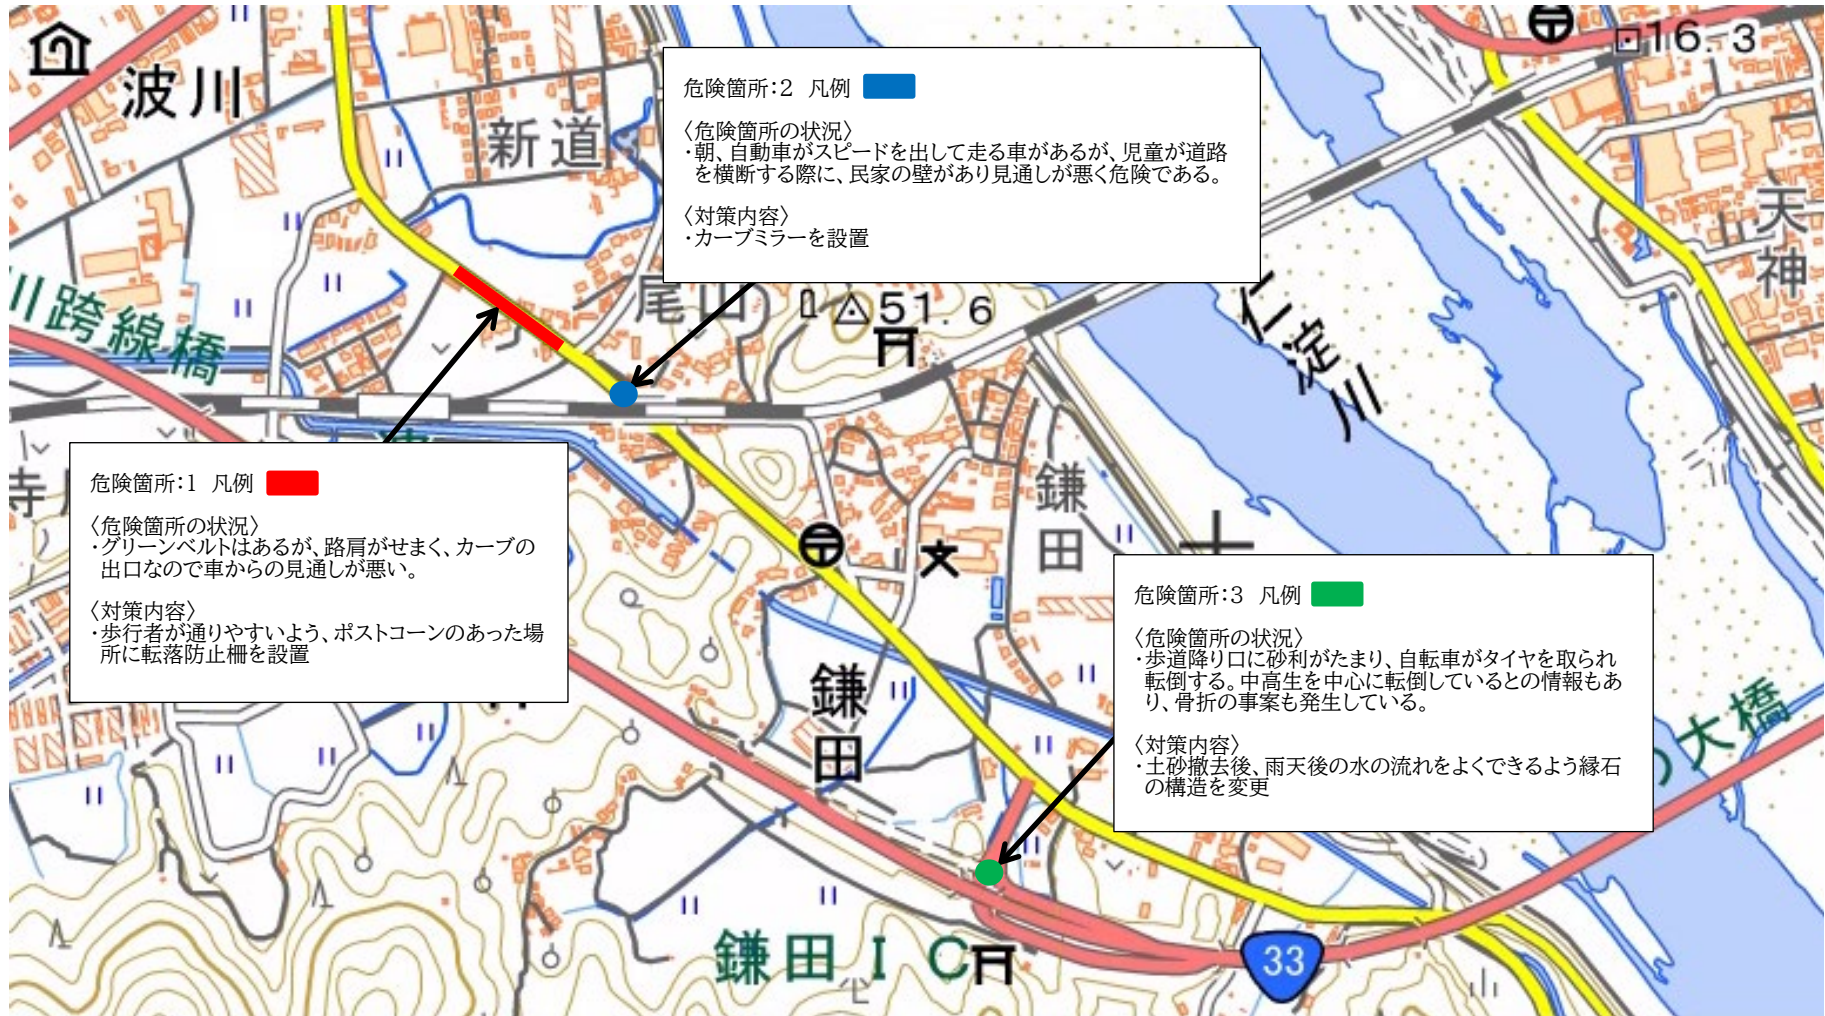 波川
新道
16.3
天神
尾山
51.6
仁淀川
川跨線橋
寺
鎌田
鎌田
の大橋
鎌田IC
33
危険箇所:2 凡例
〈危険箇所の状況〉
・朝、自動車がスピードを出して走る車があるが、児童が道路
を横断する際に、民家の壁があり見通しが悪く危険である。
〈対策内容〉
・カーブミラーを設置
危険箇所:1 凡例
〈危険箇所の状況〉
・グリーンベルトはあるが、路肩がせまく、カーブの
出口なので車からの見通しが悪い。
〈対策内容〉
・歩行者が通りやすいよう、ポストコーンのあった場
所に転落防止柵を設置
危険箇所:3 凡例
〈危険箇所の状況〉
・歩道降り口に砂利がたまり、自転車がタイヤを取られ
転倒する。中高生を中心に転倒しているとの情報もあ
り、骨折の事案も発生している。
〈対策内容〉
・土砂撤去後、雨天後の水の流れをよくできるよう縁石
の構造を変更